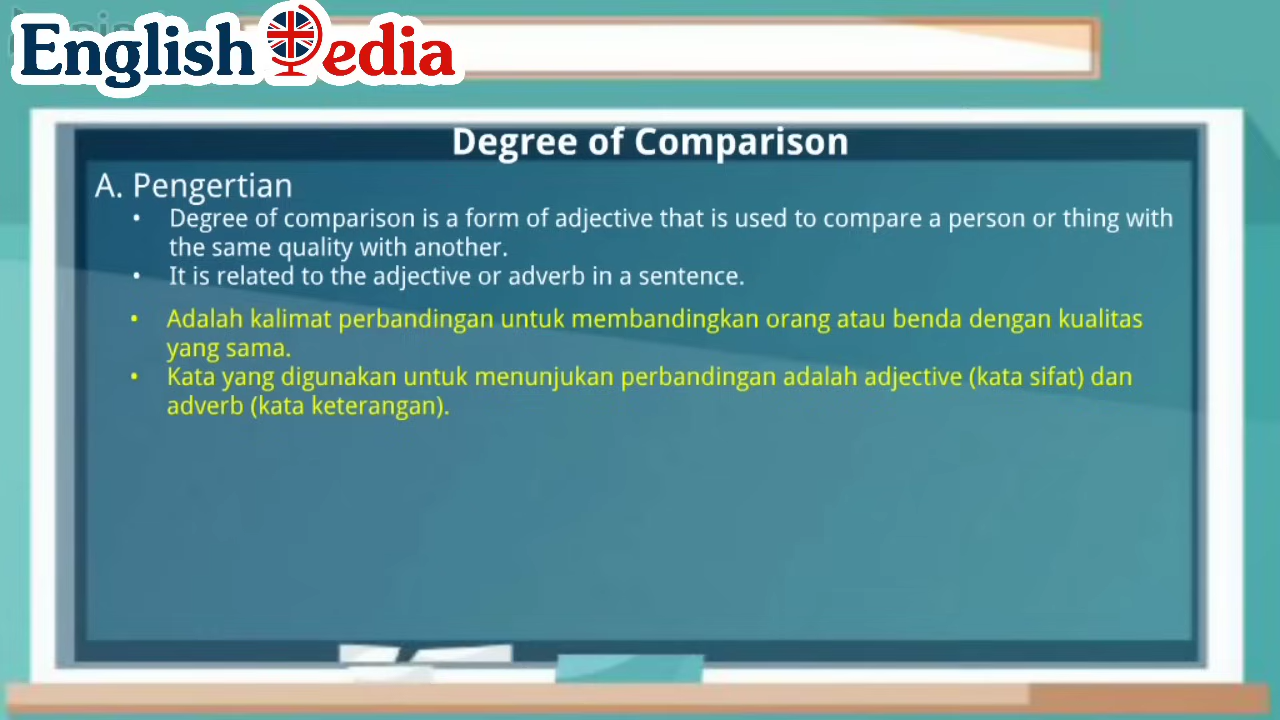 English Pedia
Degree of Comparison
A. Pengertian
• Degree of comparison is a form of adjective that is used to compare a person or thing with
the same quality with another.
• It is related to the adjective or adverb in a sentence.
• Adalah kalimat perbandingan untuk membandingkan orang atau benda dengan kualitas
yang sama.
• Kata yang digunakan untuk menunjukan perbandingan adalah adjective (kata sifat) dan
adverb (kata keterangan).